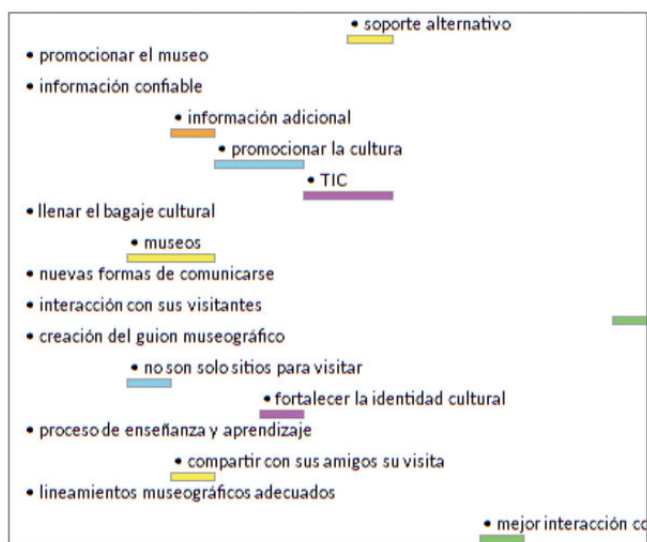 • soporte alternativo
• promocionar el museo
• información confiable
• información adicional
• promocionar la cultura
• TIC
• llenar el bagaje cultural
• museos
• nuevas formas de comunicarse
• interacción con sus visitantes
• creación del guion museográfico
• no son solo sitios para visitar
• fortalecer la identidad cultural
• proceso de enseñanza y aprendizaje
• compartir con sus amigos su visita
• lineamientos museográficos adecuados
• mejor interacción co